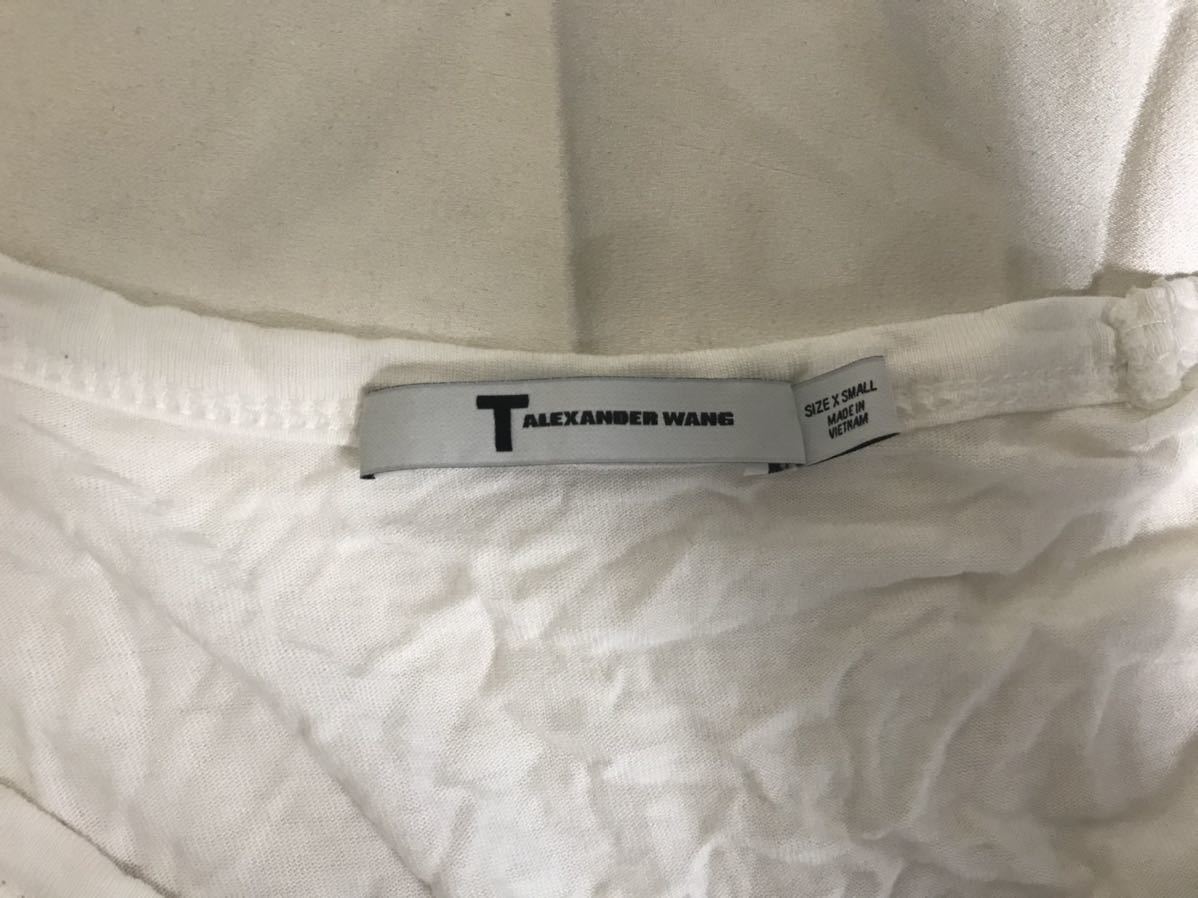 T ALEXANDER WANG
SIZE X SMALL
MADE IN
VIETNAM